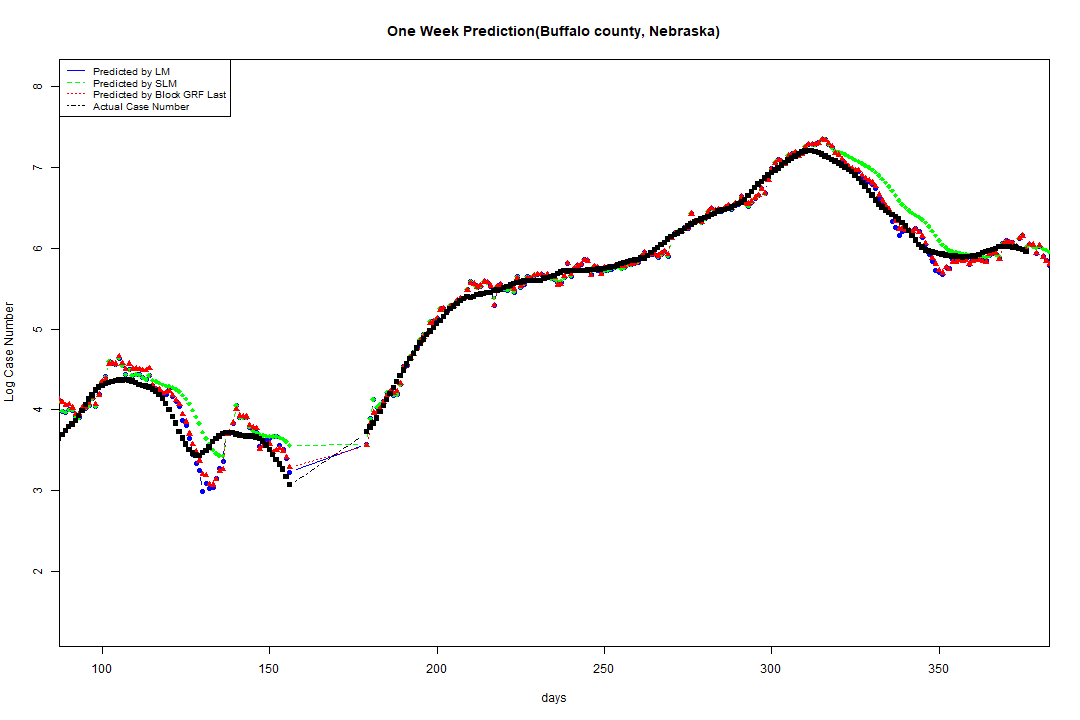 One Week Prediction(Buffalo county, Nebraska)
Predicted by LM
Predicted by SLM
Predicted by Block GRF Last
Actual Case Number
8
7
6
5
4
3
2
Log Case Number
100 150 200 250 300 350
days